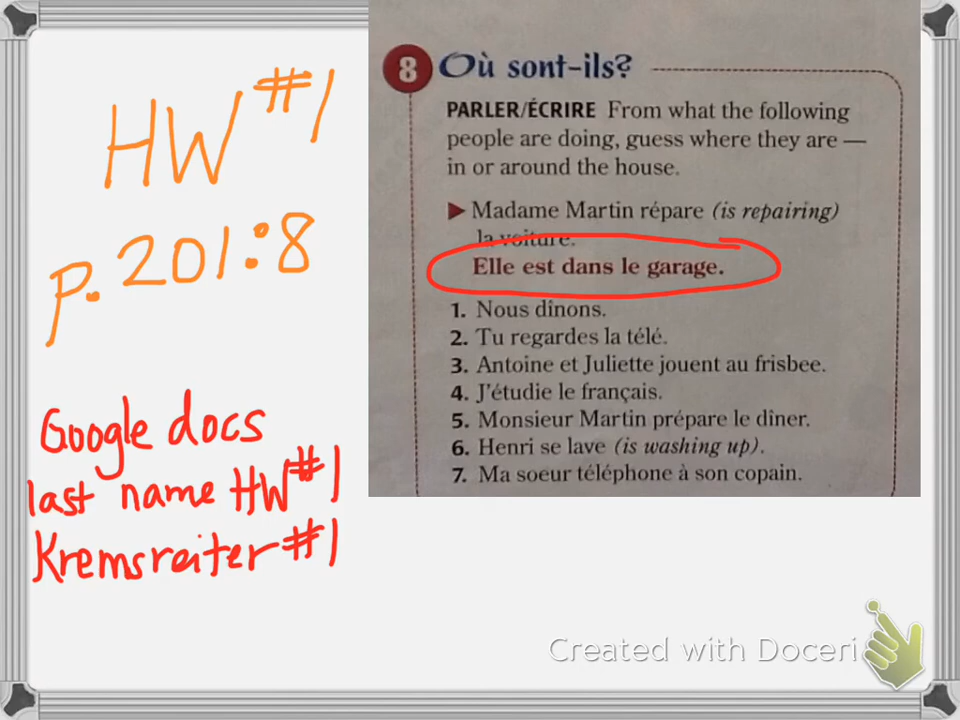 HW #1
p. 201:8
Google docs
last name HW #1
Kremsreiter #1
8 Où sont-ils?
PARLER/ÉCRIRE From what the following
people are doing, guess where they are —
in or around the house.
▶ Madame Martin répare (is repairing)
la voiture.
Elle est dans le garage.
1. Nous dînons.
2. Tu regardes la télé.
3. Antoine et Juliette jouent au frisbee.
4. J'étudie le français.
5. Monsieur Martin prépare le dîner.
6. Henri se lave (is washing up).
7. Ma soeur téléphone à son copain.
Created with Doceri